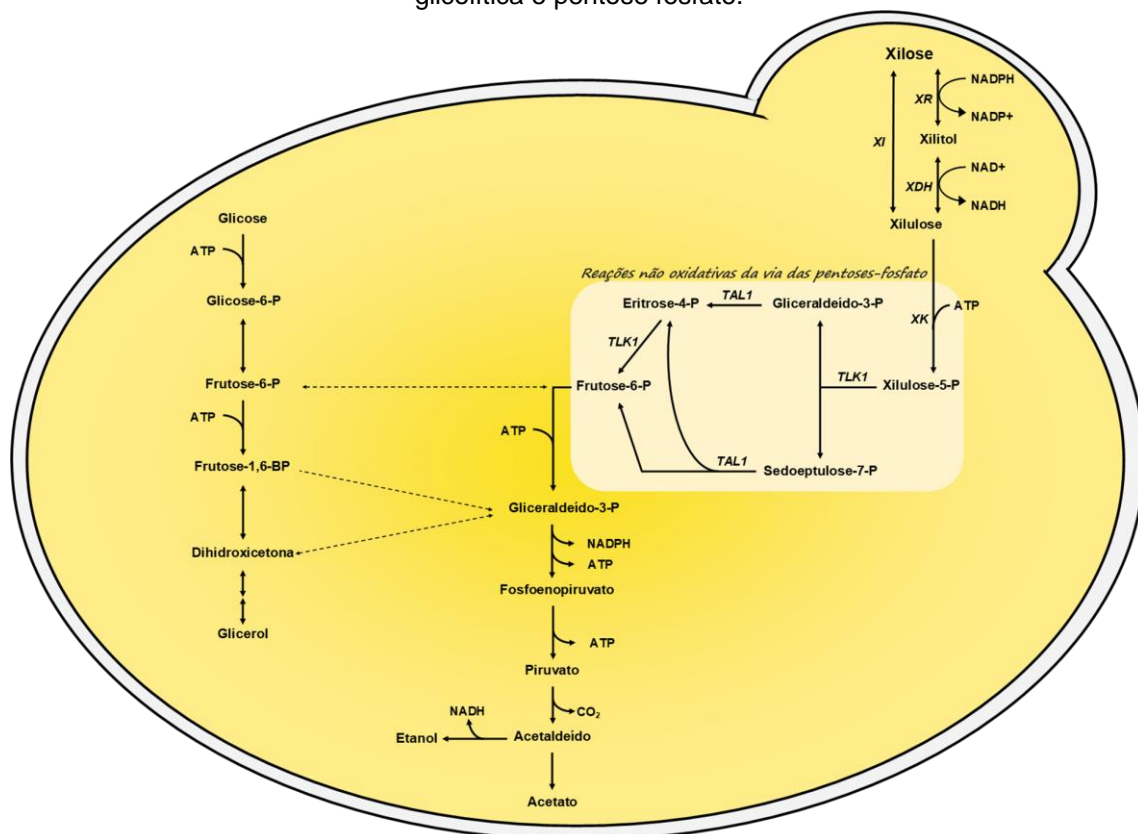 glicolítica e pentose fosfato.
Xilose
NADPH
XR
NADP+
XI
Xilitol
NAD+
XDH
NADH
Xilulose
Glicose
ATP
Glicose-6-P
Frutose-6-P
ATP
Frutose-1,6-BP
Dihidroxicetona
Glicerol
Reações não oxidativas da via das pentoses-fosfato
Eritrose-4-P
TAL1
Gliceraldeido-3-P
XK
ATP
TLK1
Frutose-6-P
TLK1
Xilulose-5-P
ATP
TAL1
Sedoeptulose-7-P
Gliceraldeido-3-P
NADPH
ATP
Fosfoenopiruvato
ATP
Piruvato
CO₂
NADH
Etanol
Acetaldeido
Acetato